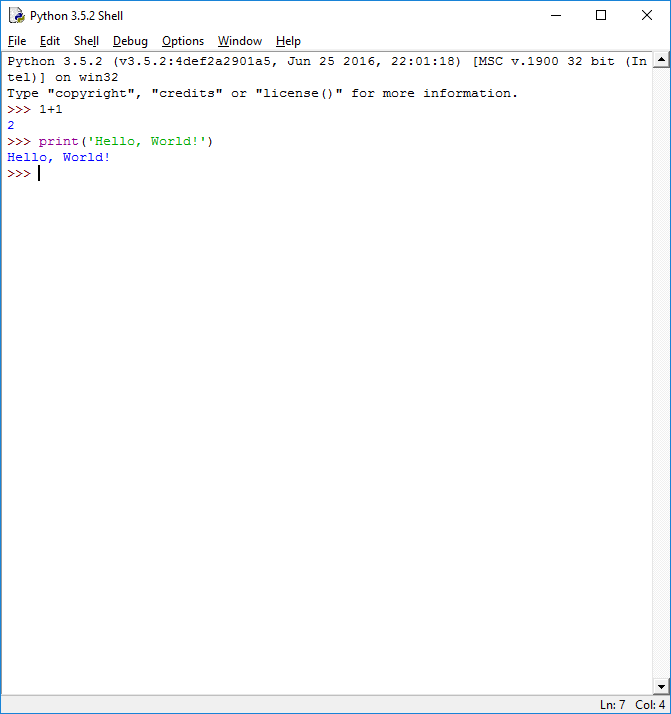 Python 3.5.2 Shell
File Edit Shell Debug Options Window Help
Python 3.5.2 (v3.5.2:4def2a2901a5, Jun 25 2016, 22:01:18) [MSC v.1900 32 bit (In
tel)] on win32
Type "copyright", "credits" or "license()" for more information.
>>> 1+1
2
>>> print('Hello, World!')
Hello, World!
>>>
Ln: 7 Col: 4